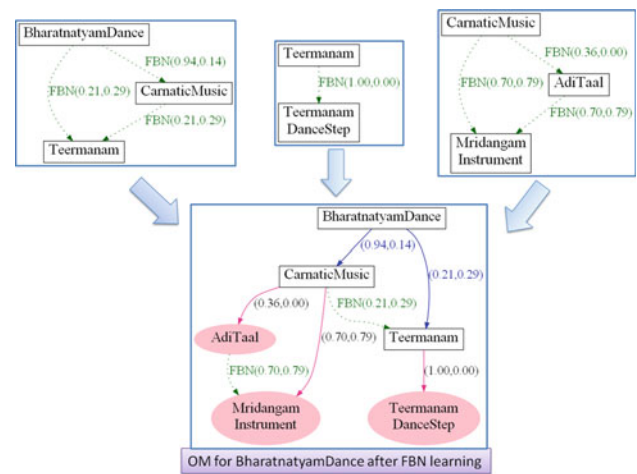 BharatnatyamDance
FBN(0.94,0.14)
FBN(0.21,0.29)
CarnaticMusic
FBN(0.21,0.29)
Teermanam
Teermanam
FBN(1.00,0.00)
Teermanam
DanceStep
CarnaticMusic
FBN(0.36,0.00)
FBN(0.70,0.79)
AdiTaal
FBN(0.70,0.79)
Mridangam
Instrument
BharatnatyamDance
(0.94,0.14)
CarnaticMusic
(0.21,0.29)
(0.36,0.00)
FBN(0.21,0.29)
AdiTaal
(0.70,0.79)
Teermanam
FBN(0.70,0.79)
(1.00,0.00)
Mridangam
Instrument
Teermanam
DanceStep
OM for BharatnatyamDance after FBN learning